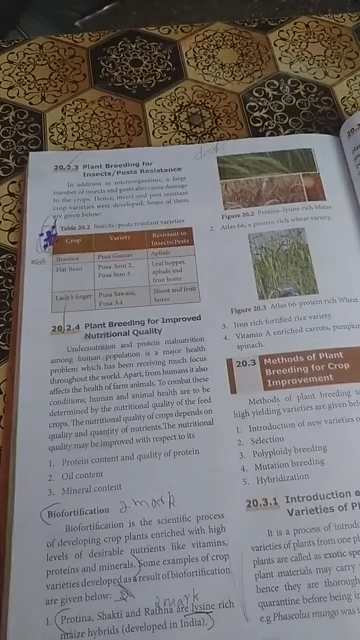 20.2.3 Plant Breeding for
Insects/Pests Resistance
In addition to microorganisms, a large
number of insects and pests also cause damage
to the crops. Hence, insect and pest resistant
crop varieties were developed. Some of them
are given below:
Table 20.2 Insects /pests resistant varieties
Crop Variety Resistant to Insects/Pests
Brassica Pusa Gaurav Aphids
Flat Bean Pusa Sem 2, Pusa Sem 3 Leaf hopper, aphids and fruit borer
Lady's finger Pusa Sawani, Pusa A4 Shoot and fruit borer
20.2.4 Plant Breeding for Improved
Nutritional Quality
Undernutrition and protein malnutrition
among human population is a major health
problem which has been receiving much focus
throughout the world. Apart from humans it also
affects the health of farm animals. To combat these
conditions, human and animal health are to be
determined by the nutritional quality of the feed
crops. The nutritional quality of crops depends on
quality and quantity of nutrients. The nutritional
quality may be improved with respect to its
1. Protein content and quality of protein
2. Oil content
3. Mineral content
Biofortification 2 mark
Biofortification is the scientific process
of developing crop plants enriched with high
levels of desirable nutrients like vitamins,
proteins and minerals. Some examples of crop
varieties developed as a result of biofortification
are given below:
2 mark
1. Protina, Shakti and Rathna are lysine rich
maize hybrids (developed in India).
Figure 20.2 Protein-lysine rich Maize
2. Atlas 66, a protein rich wheat variety.
Figure 20.3 Atlas 66-protein rich Wheat
3. Iron rich fortified rice variety.
4. Vitamin A enriched carrots, pumpkin
spinach.
20.3 Methods of Plant
Breeding for Crop
Improvement
Methods of plant breeding to
high yielding varieties are given below
1. Introduction of new varieties of
2. Selection
3. Polyploidy breeding
4. Mutation breeding
5. Hybridization
20.3.1 Introduction o
Varieties of Pl
It is a process of introdu
varieties of plants from one pl
plants are called as exotic spe
plant materials may carry
hence they are thorough
quarantine before being in
e.g Phaseolus mungo was